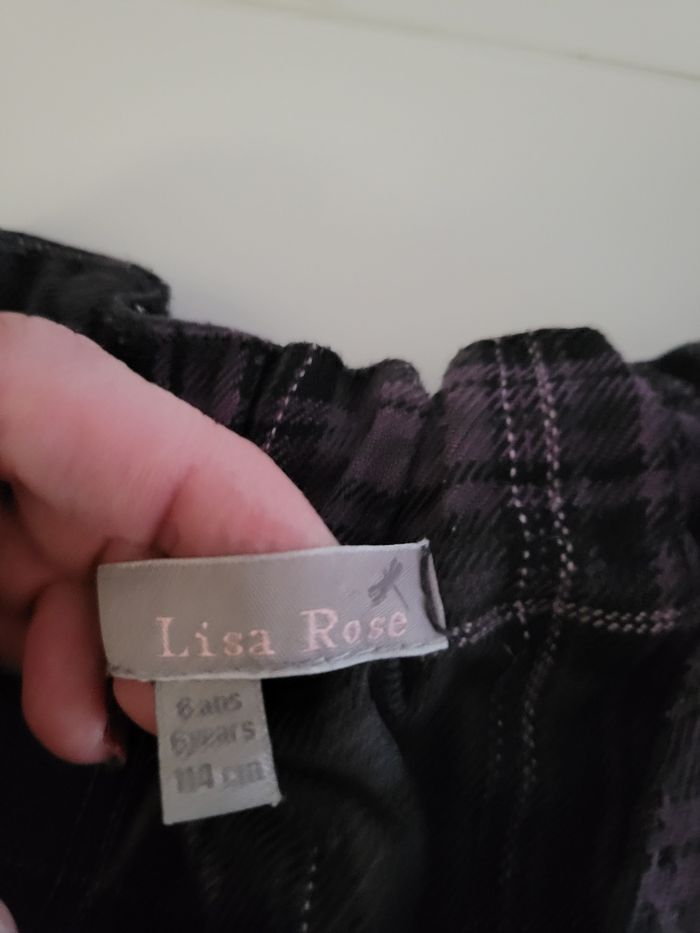 Lisa Rose
6 ans
6 years
114 cm